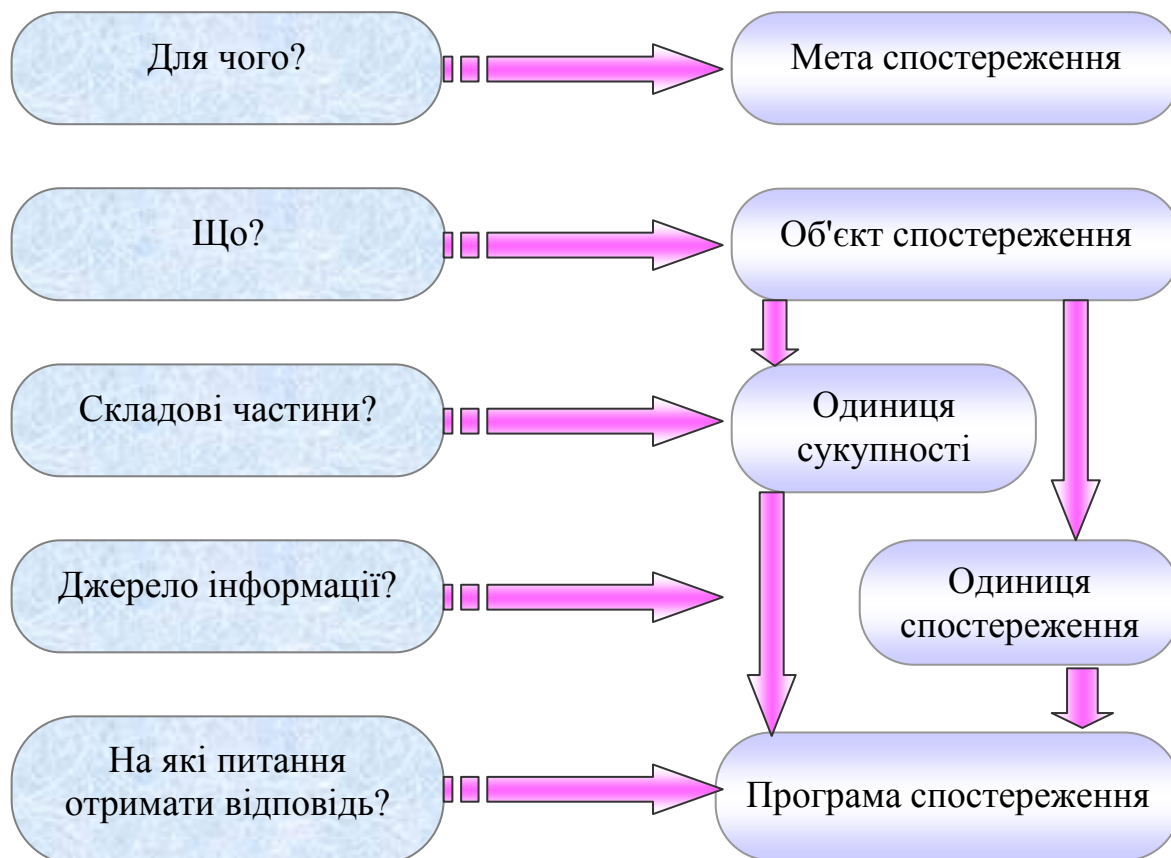 Для чого?
Мета спостереження
Що?
Об'єкт спостереження
Складові частини?
Одиниця
сукупності
Джерело інформації?
Одиниця
спостереження
На які питання
отримати відповідь?
Програма спостереження